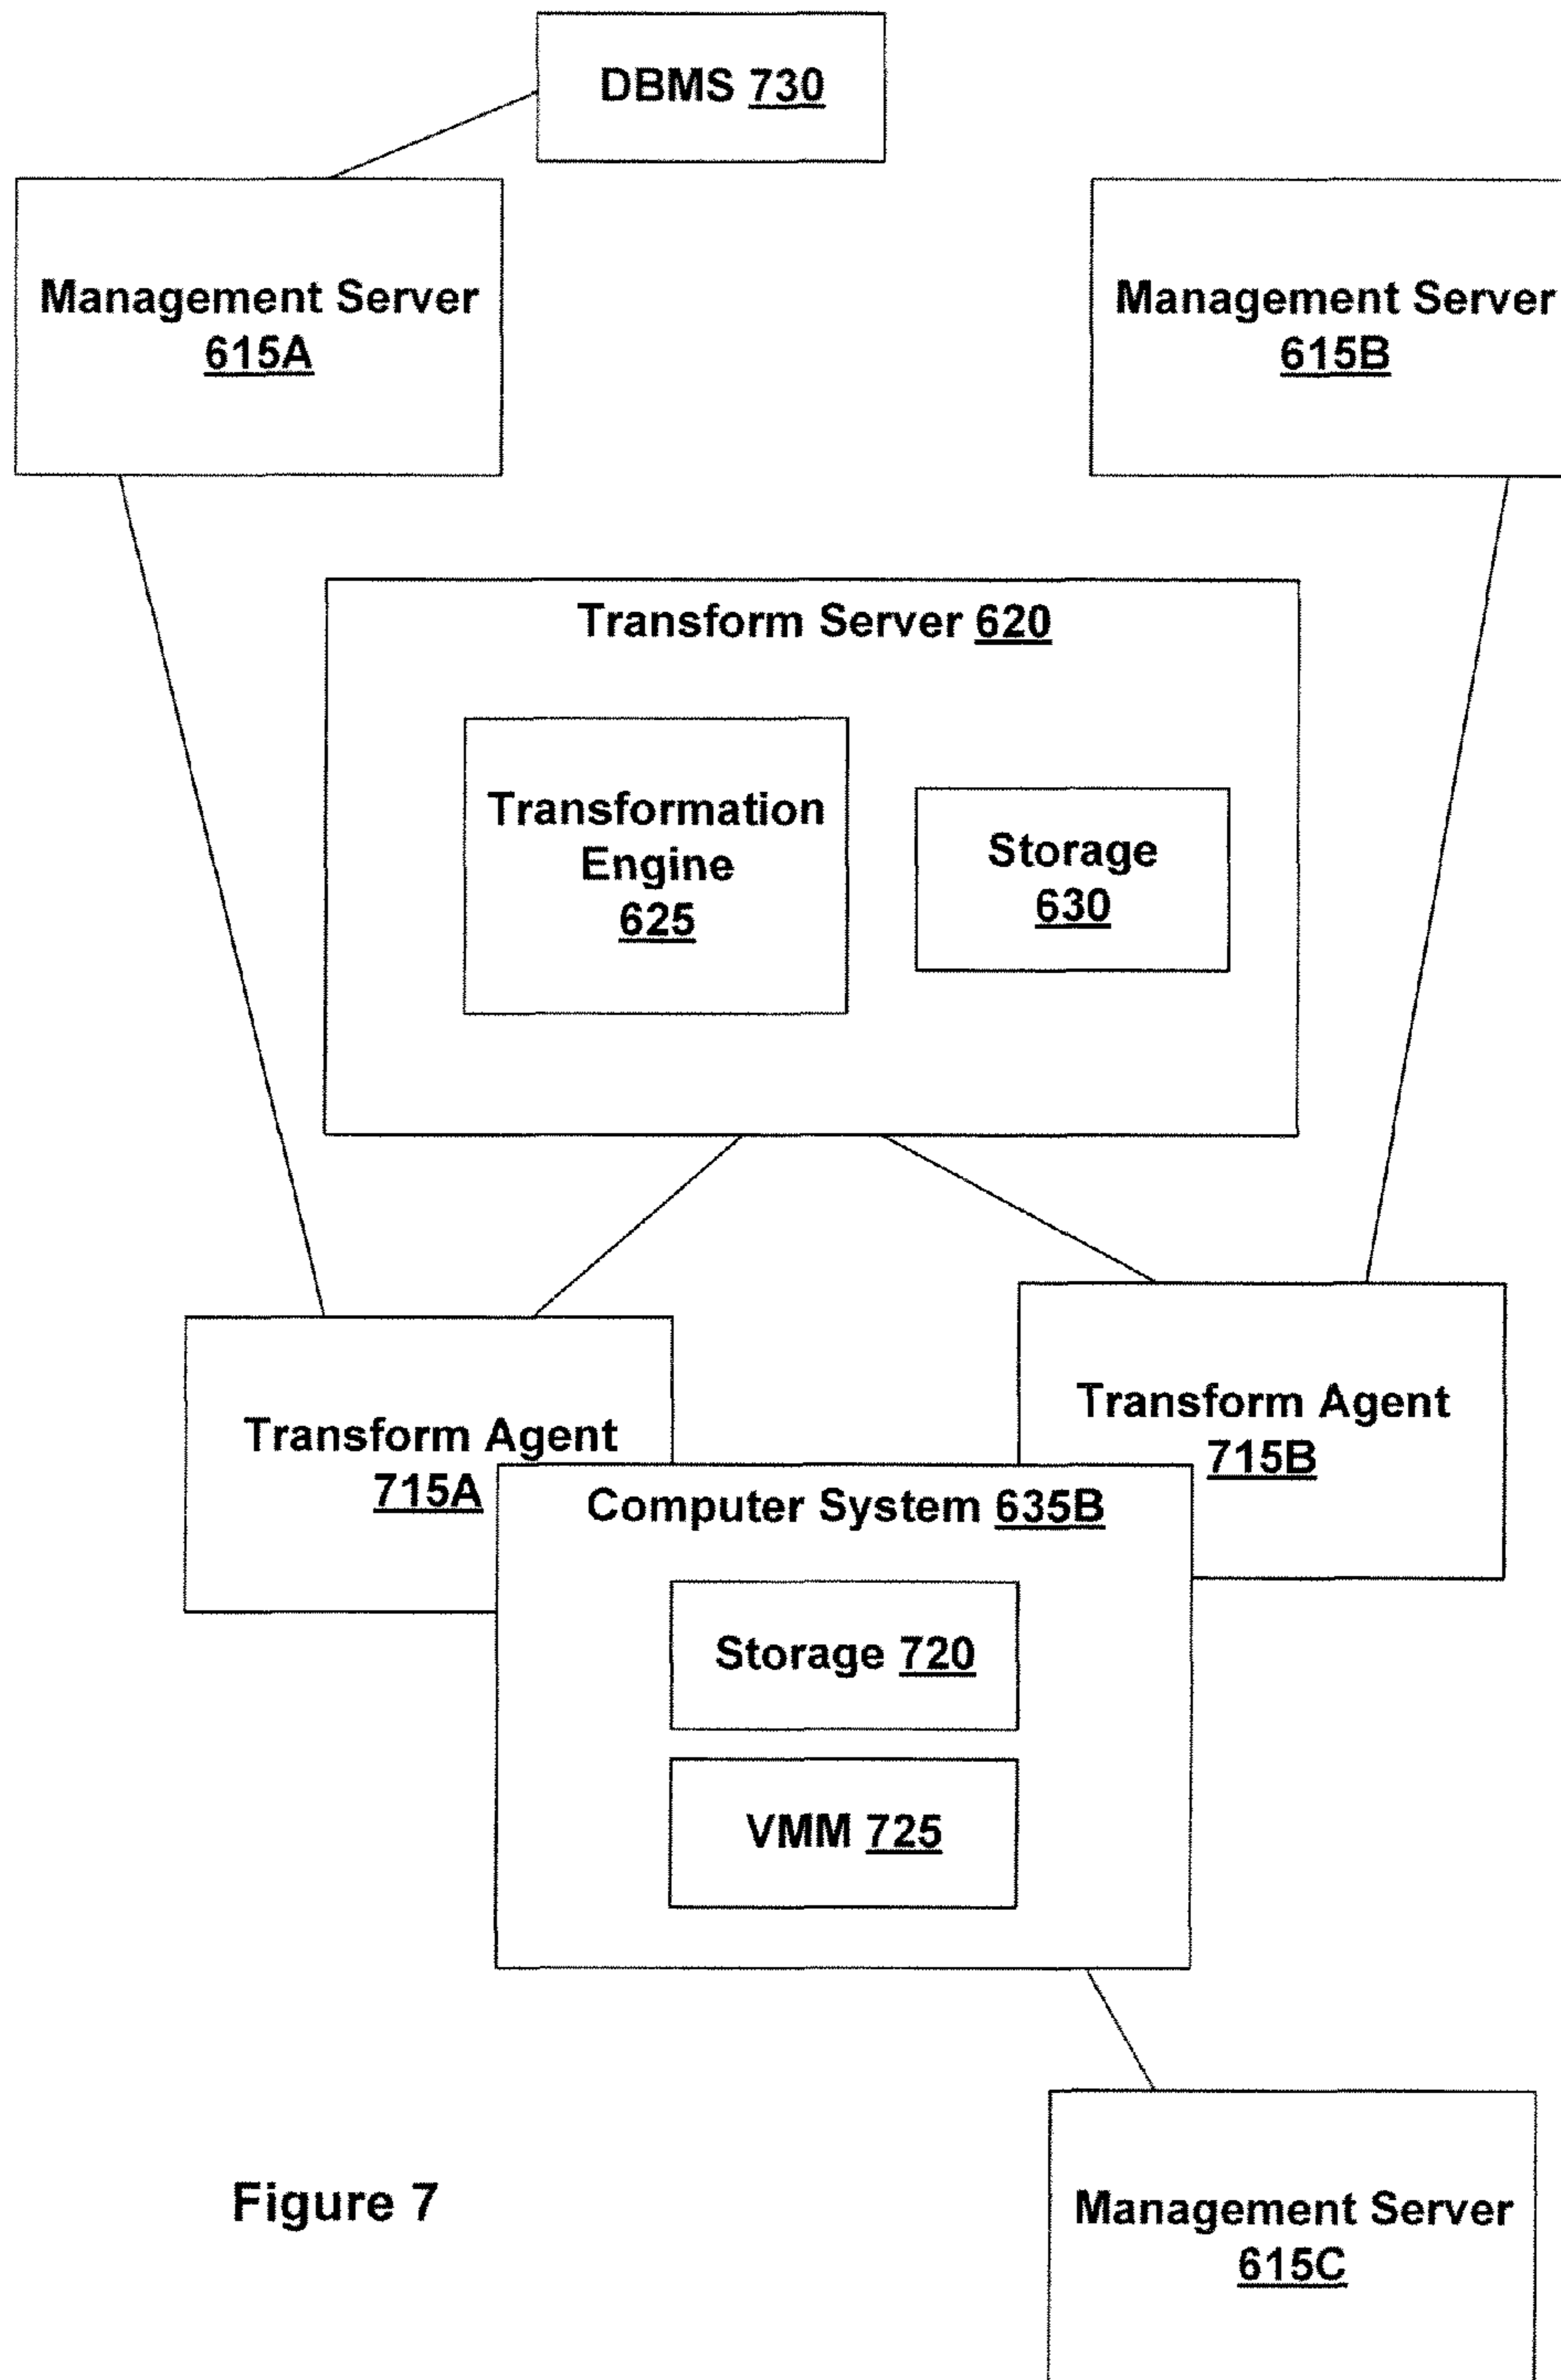 DBMS 730
Management Server
615A
Management Server
615B
Transform Server 620
Transformation
Engine
625
Storage
630
Transform Agent
715A
Transform Agent
715B
Computer System 635B
Storage 720
VMM 725
Figure 7
Management Server
615C